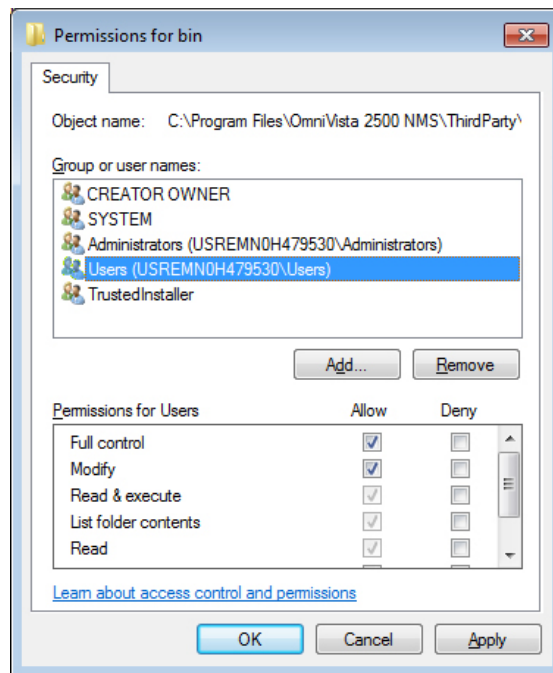 Permissions for bin
Security
Object name: C:\Program Files\OmniVista 2500 NMS\ThirdParty\
Group or user names:
CREATOR OWNER
SYSTEM
Administrators (USREMN0H479530\Administrators)
Users (USREMN0H479530\Users)
TrustedInstaller
Add... Remove
Permissions for Users Allow Deny
Full control
Modify
Read & execute
List folder contents
Read
Learn about access control and permissions
OK Cancel Apply